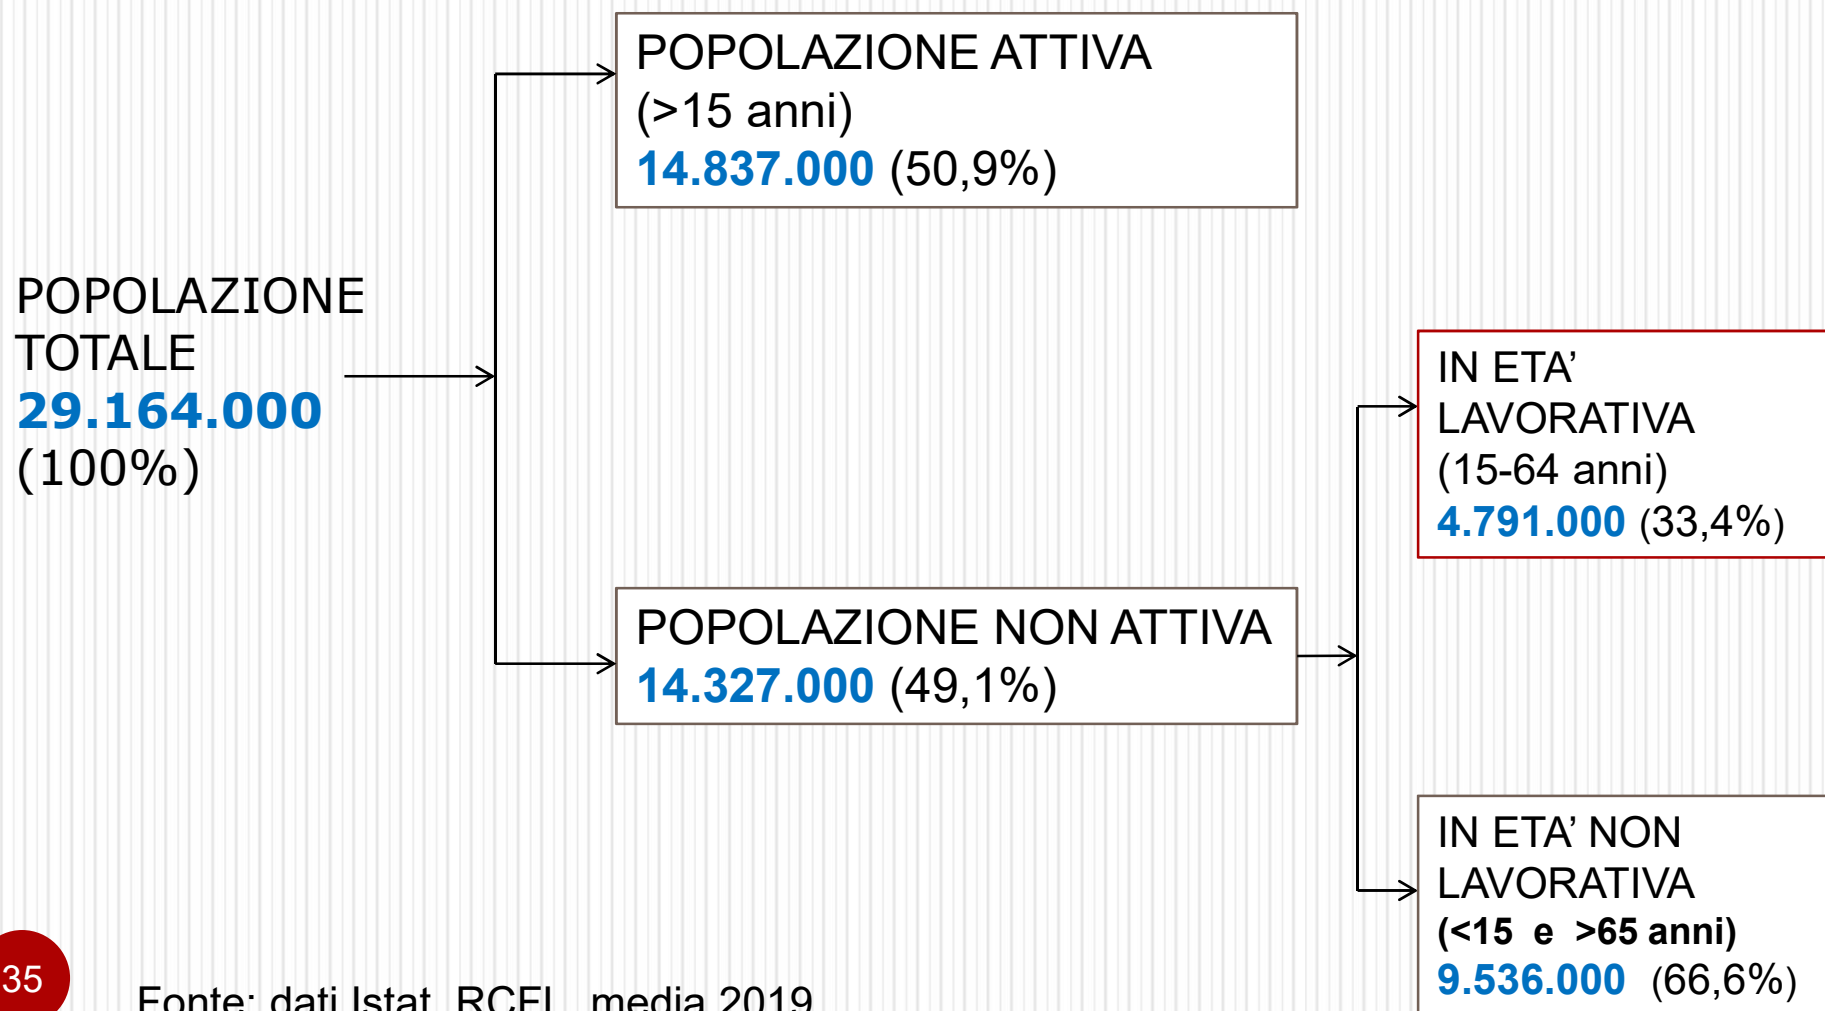 POPOLAZIONE ATTIVA
(>15 anni)
14.837.000 (50,9%)
POPOLAZIONE
TOTALE
29.164.000
(100%)
IN ETA’
LAVORATIVA
(15-64 anni)
4.791.000 (33,4%)
POPOLAZIONE NON ATTIVA
14.327.000 (49,1%)
IN ETA’ NON
LAVORATIVA
(<15 e >65 anni)
9.536.000 (66,6%)
35
Fonte: dati Istat, RCFL, media 2019